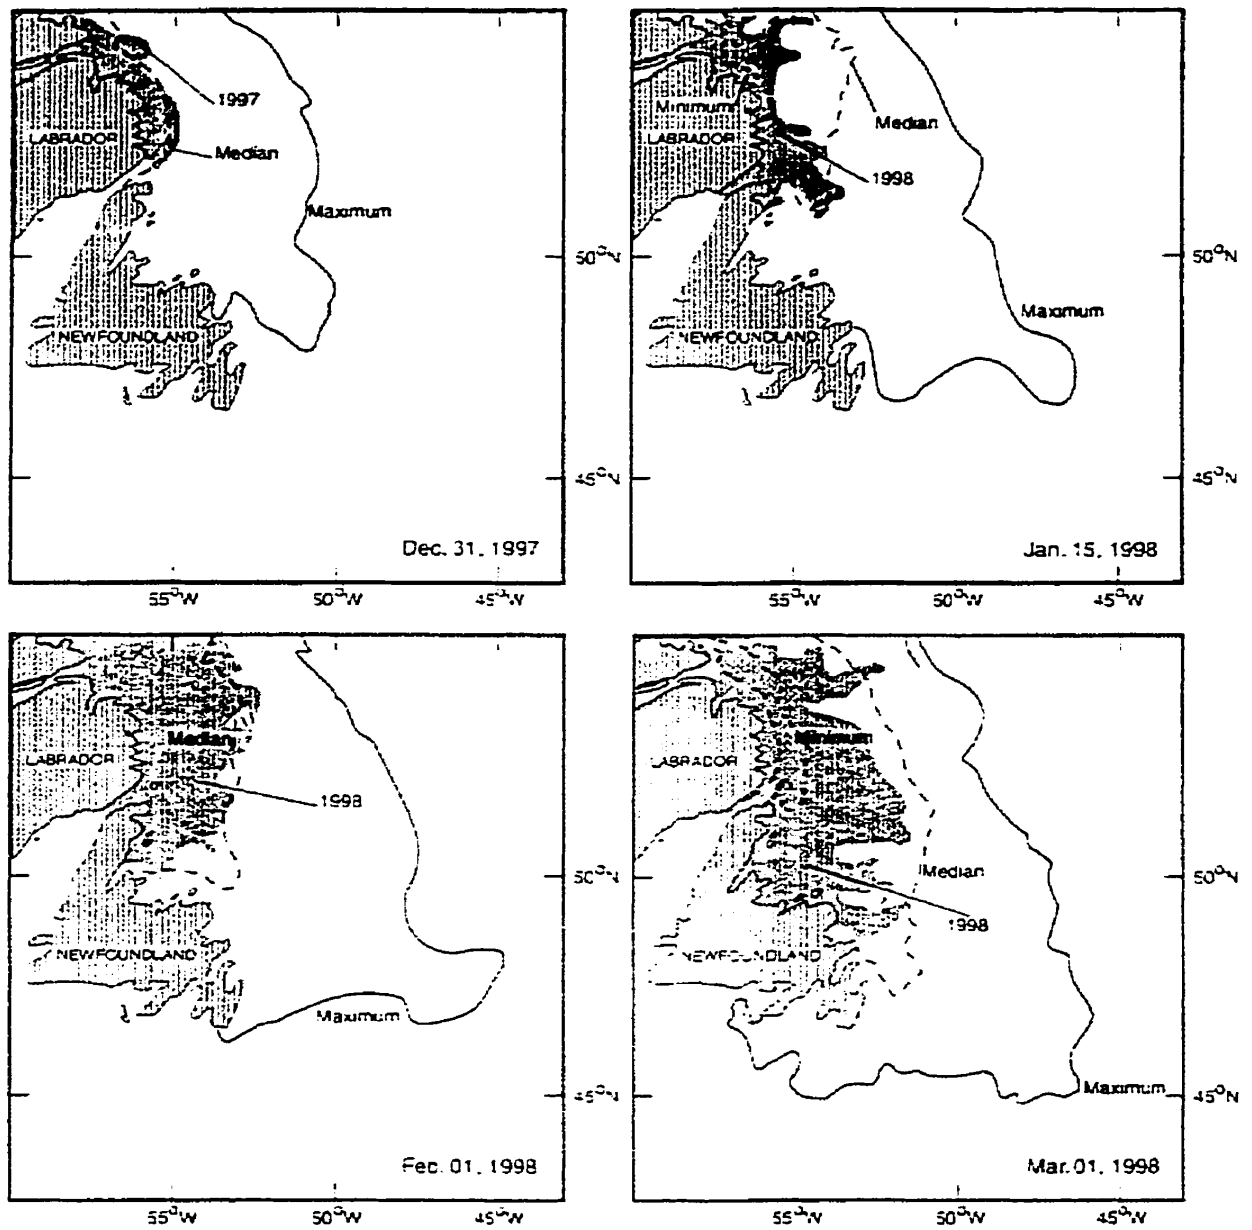 1997
LABRADOR
Median
Maximum
50°N
NEWFOUNDLAND
45°N
Dec. 31, 1997
55°W 50°W 45°W
Minimum
Median
LABRADOR
1998
50°N
Maximum
NEWFOUNDLAND
45°N
Jan. 15, 1998
55°W 50°W 45°W
Median
LABRADOR
1998
50°N
NEWFOUNDLAND
Maximum
45°N
Feb. 01, 1998
55°W 50°W 45°W
Minimum
LABRADOR
Median
50°N
1998
NEWFOUNDLAND
Maximum
45°N
Mar. 01, 1998
55°W 50°W 45°W